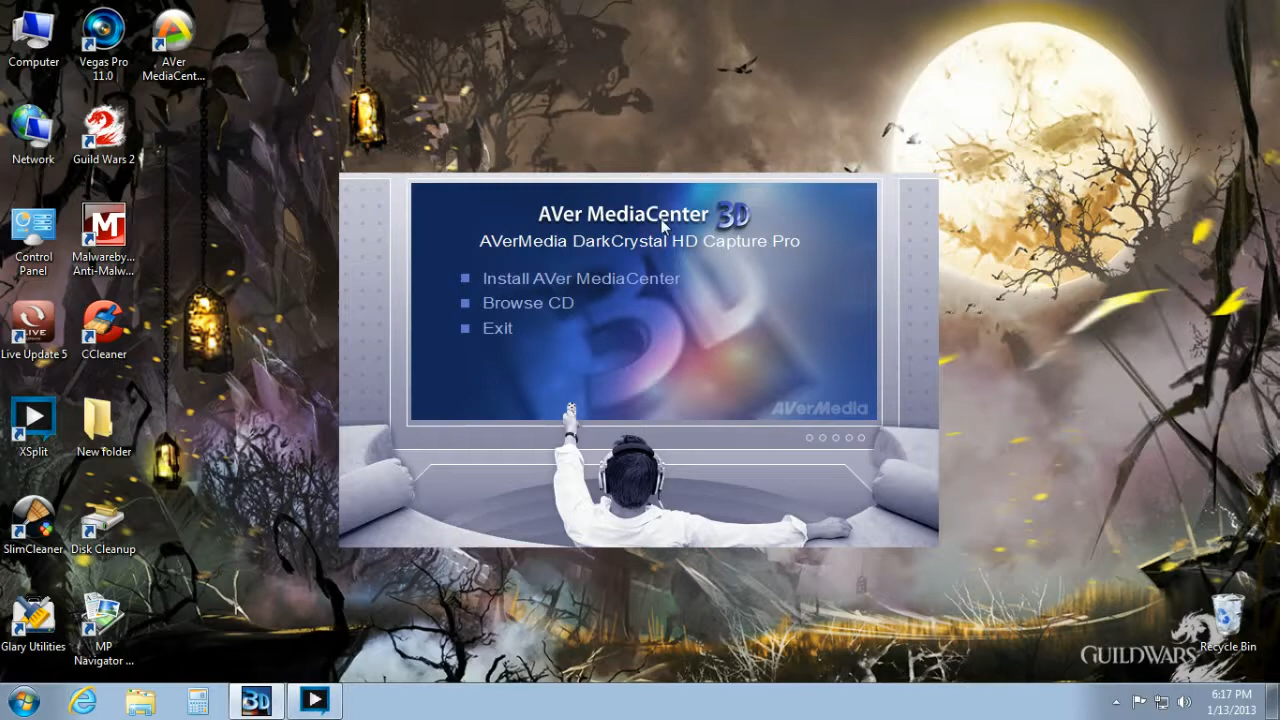 Computer
Vegas Pro
11.0
AVer
MediaCent...
Network
Guild Wars 2
Control
Panel
Malwareby...
Anti-Malw...
LIVE
Live Update 5
CCleaner
XSplit
New folder
SlimCleaner
Disk Cleanup
Glary Utilities
MP
Navigator ...
AVer MediaCenter 3D
AVerMedia DarkCrystal HD Capture Pro
Install AVer MediaCenter
Browse CD
Exit
AVerMedia
GUILDWARS
Recycle Bin
3D
6:17 PM
1/13/2013